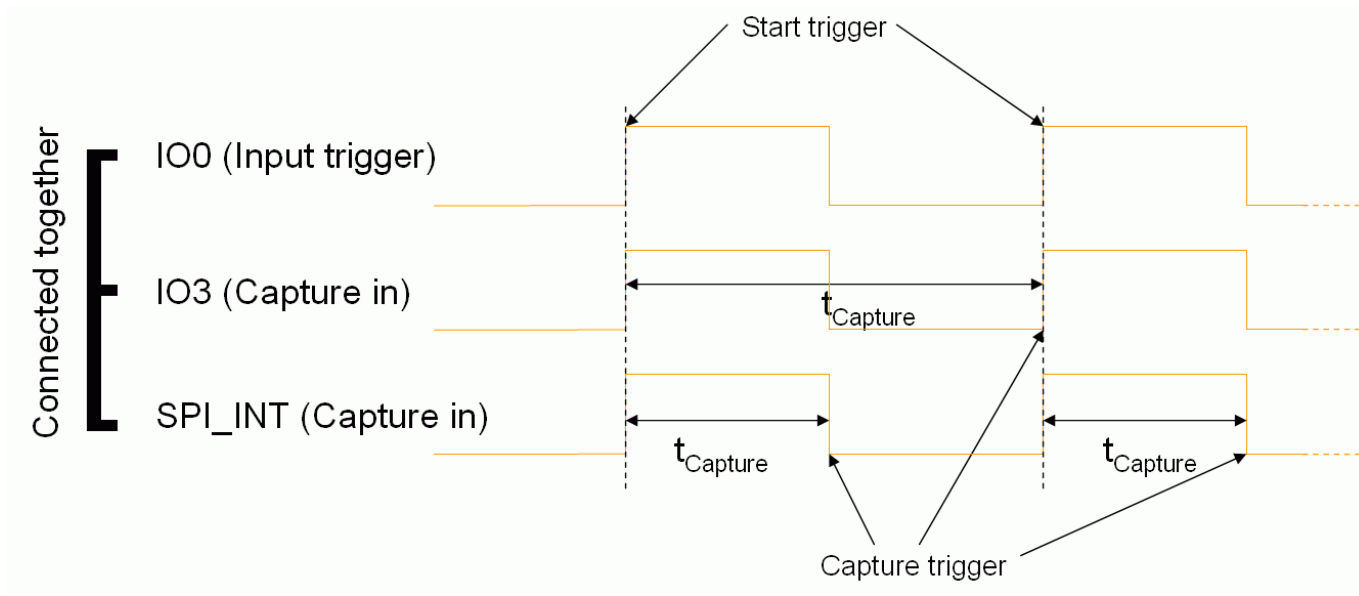 Start trigger
Connected together
IO0 (Input trigger)
IO3 (Capture in)
tCapture
SPI_INT (Capture in)
tCapture
tCapture
Capture trigger